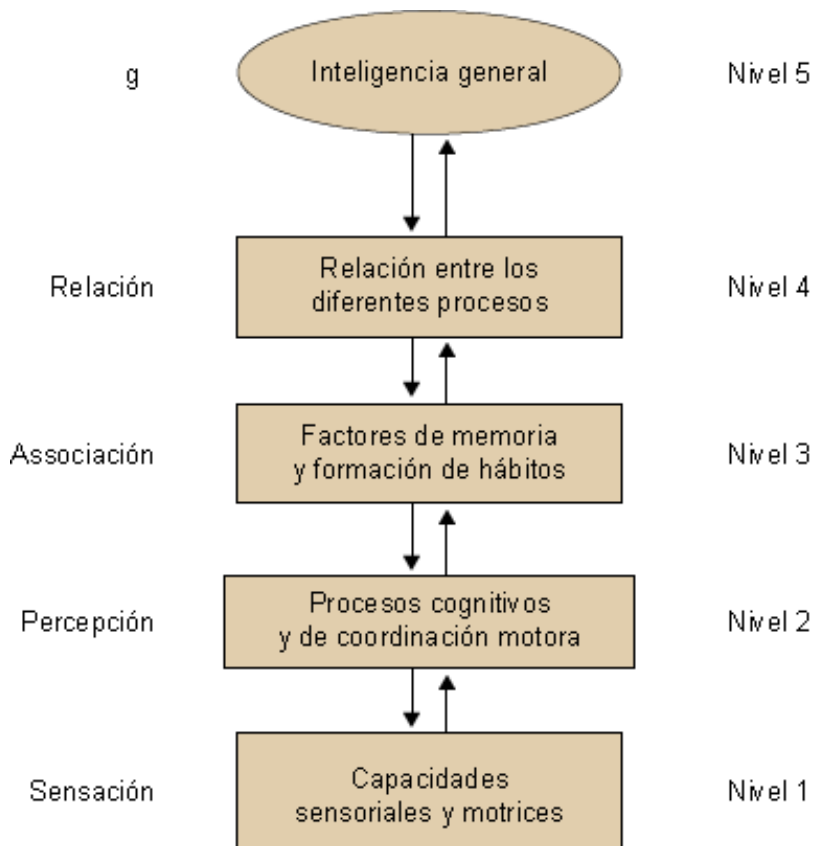 g
Inteligencia general
Nivel 5
Relación
Relación entre los
diferentes procesos
Nivel 4
Associación
Factores de memoria
y formación de hábitos
Nivel 3
Percepción
Procesos cognitivos
y de coordinación motora
Nivel 2
Sensación
Capacidades
sensoriales y motrices
Nivel 1